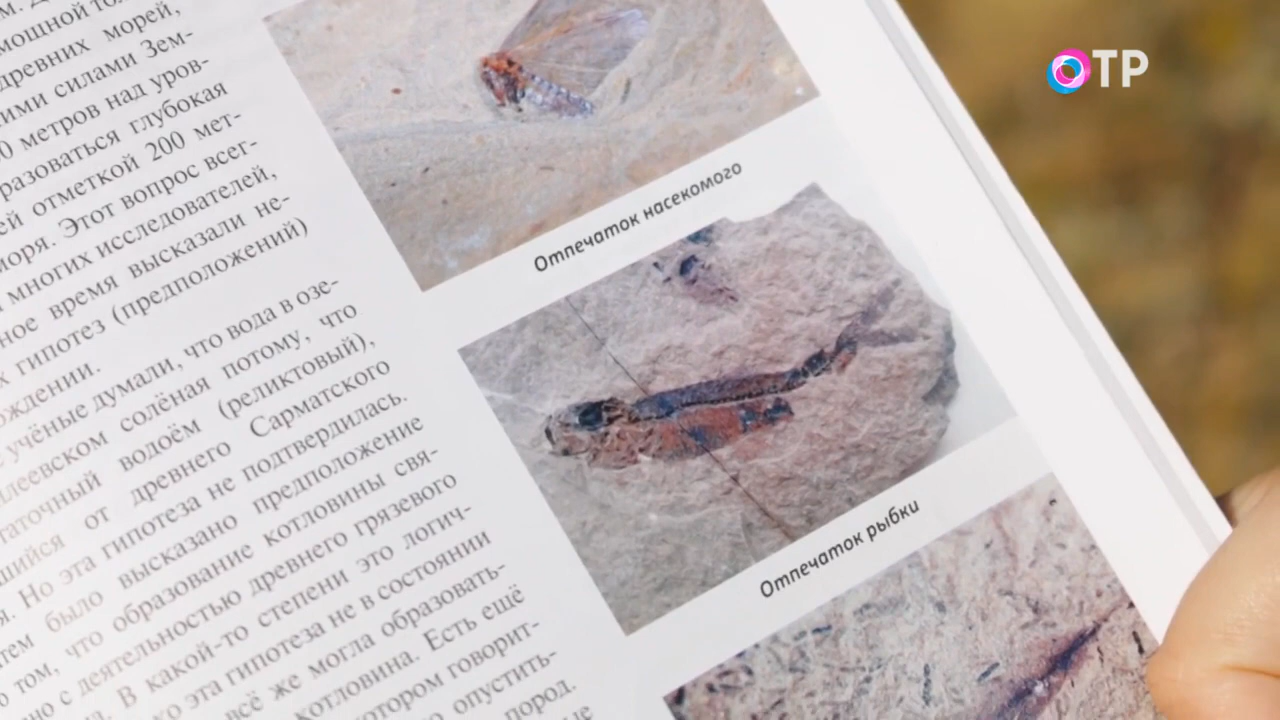 мощной
древних морей,
ими силами Зем-
0 метров над уров-
разоваться глубокая
ей отметкой 200 мет-
моря. Этот вопрос всег-
и многих исследователей,
ное время высказали не-
х гипотез (предположений)
ождении.
учёные думали, что вода в озе-
леевском солёная потому, что
таточный водоём (реликтовый),
шийся от древнего Сарматского
я. Но эта гипотеза не подтвердилась.
тем было высказано предположение
о том, что образование котловины свя-
но с деятельностью древнего грязевого
на. В какой-то степени это логич-
ко эта гипотеза не в состоянии
всё же могла образовать-
котловина. Есть ещё
котором говорит-
о опустить-
пород.
Отпечаток насекомого
Отпечаток рыбки
ОТР